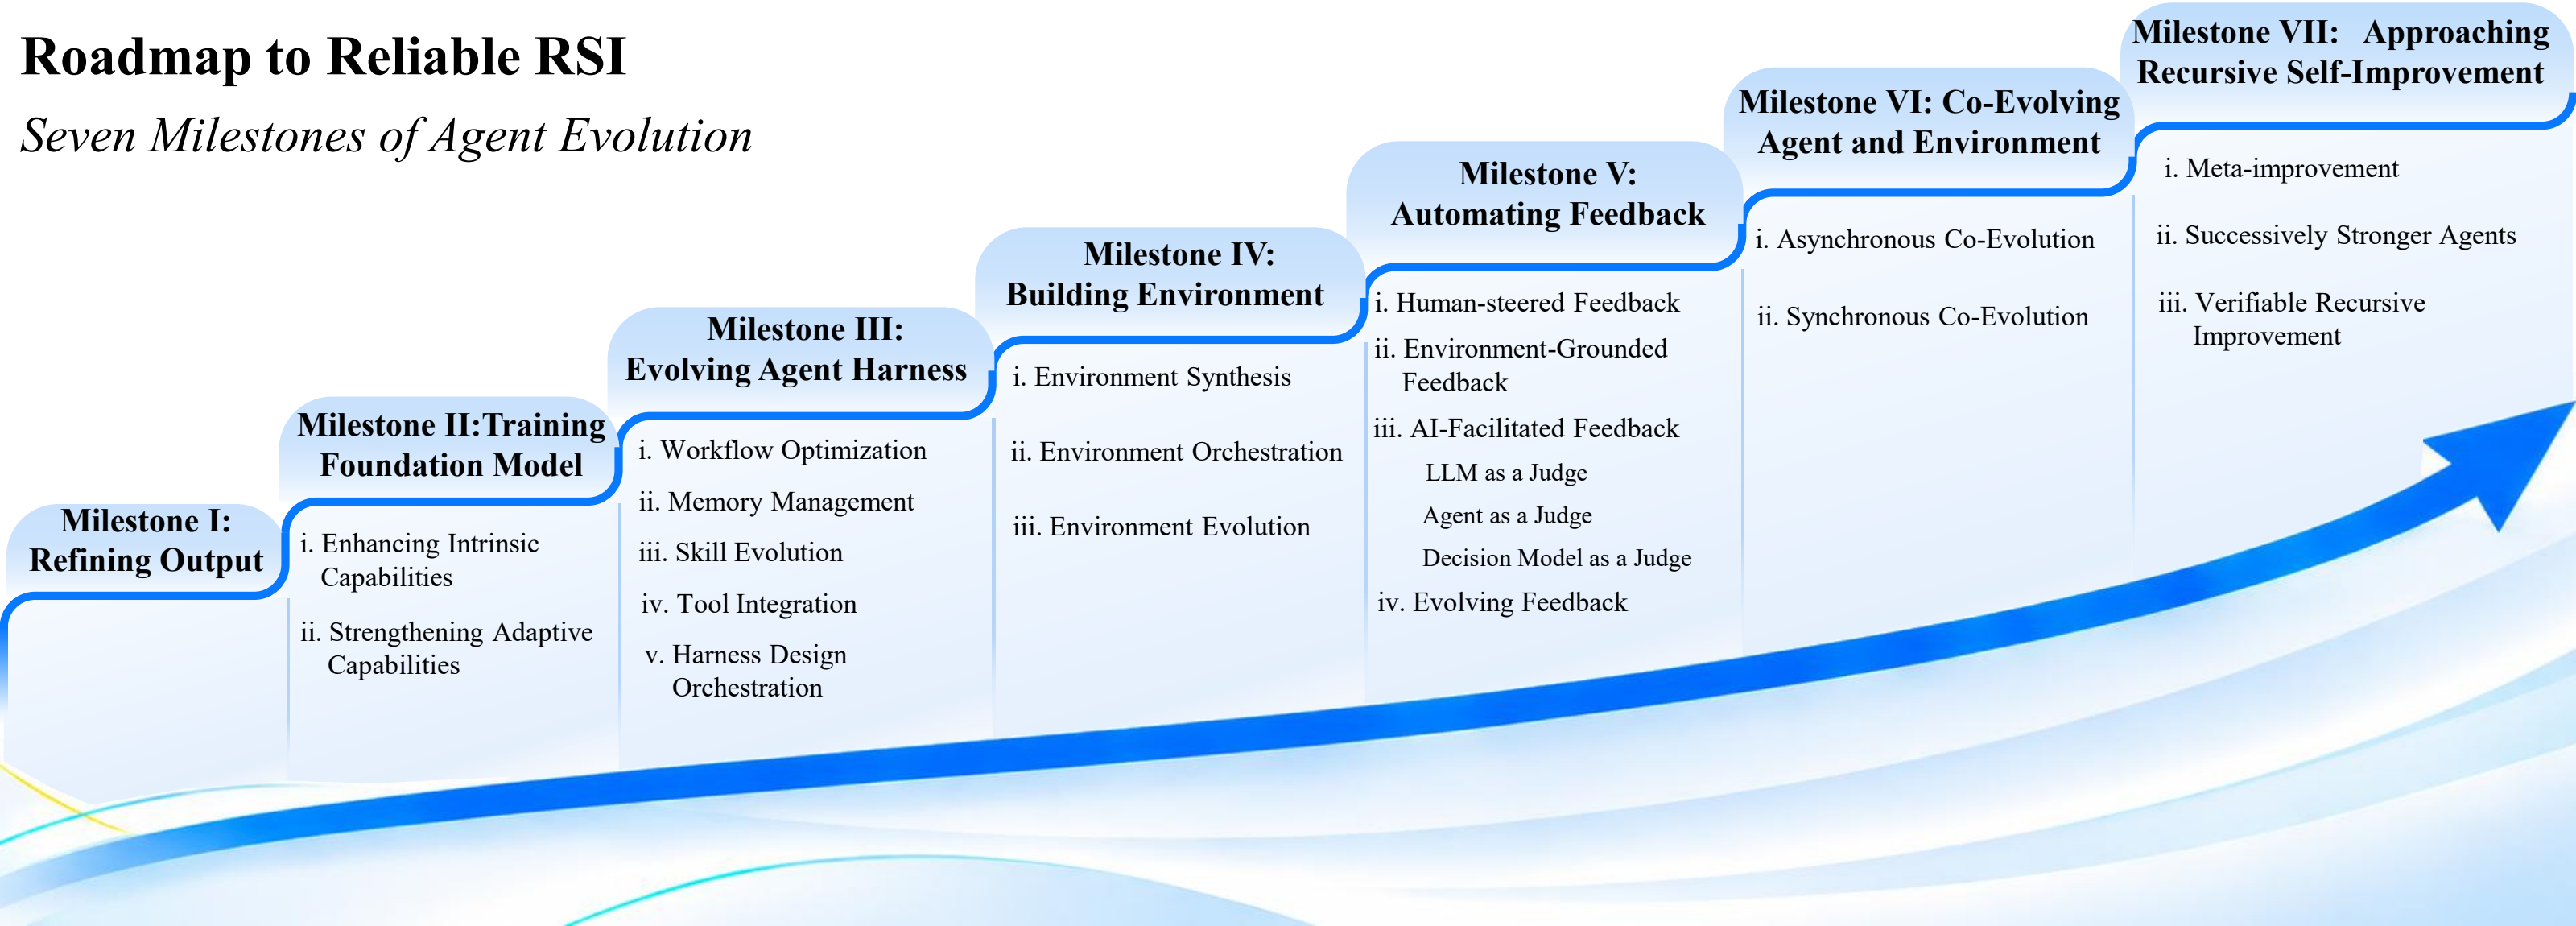 Roadmap to Reliable RSI
Seven Milestones of Agent Evolution
Milestone I:
Refining Output
Milestone II:Training
Foundation Model
i. Enhancing Intrinsic
Capabilities
ii. Strengthening Adaptive
Capabilities
Milestone III:
Evolving Agent Harness
i. Workflow Optimization
ii. Memory Management
iii. Skill Evolution
iv. Tool Integration
v. Harness Design
Orchestration
Milestone IV:
Building Environment
i. Environment Synthesis
ii. Environment Orchestration
iii. Environment Evolution
Milestone V:
Automating Feedback
i. Human-steered Feedback
ii. Environment-Grounded
Feedback
iii. AI-Facilitated Feedback
LLM as a Judge
Agent as a Judge
Decision Model as a Judge
iv. Evolving Feedback
Milestone VI: Co-Evolving
Agent and Environment
i. Asynchronous Co-Evolution
ii. Synchronous Co-Evolution
Milestone VII: Approaching
Recursive Self-Improvement
i. Meta-improvement
ii. Successively Stronger Agents
iii. Verifiable Recursive
Improvement